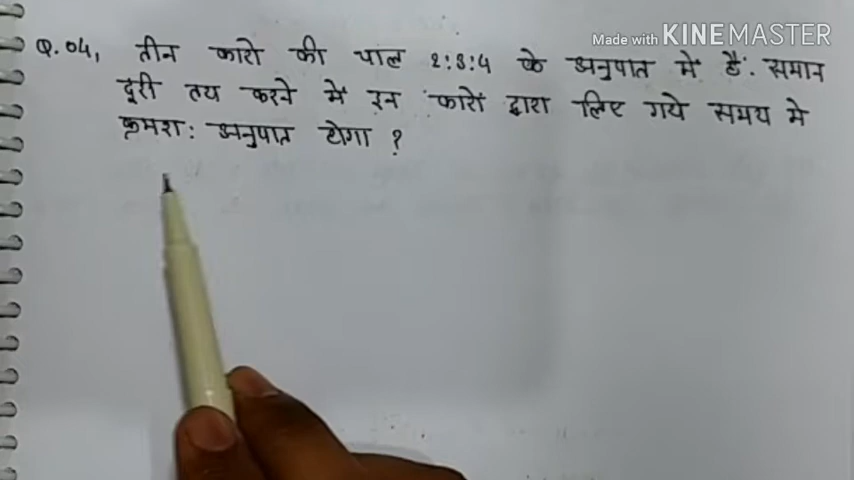 Made with KINEMASTER
Q.04, तीन कारो की चाल 2:3:4 के अनुपात में हैं. समान
दूरी तय करने में इन कारों द्वारा लिए गये समय मे
क्रमशः अनुपात होगा ?